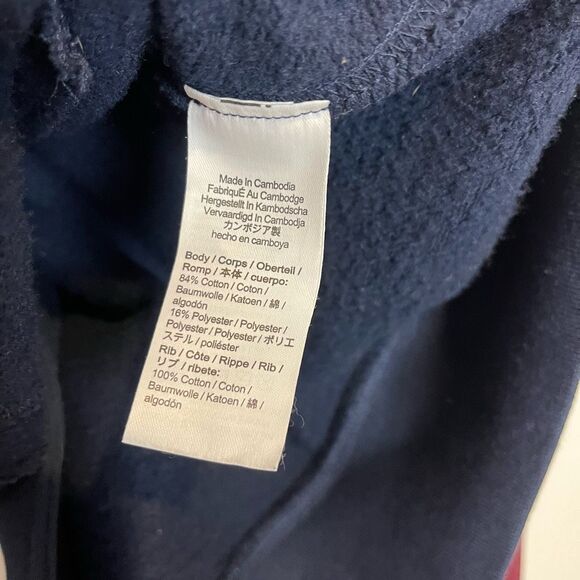 Made In Cambodia
FabriquÉ Au Cambodge
Hergestellt In Kambodscha
Vervaardigd In Cambodja
カンボジア製
hecho en camboya
Body / Corps / Oberteil /
Romp / 本体 / cuerpo:
84% Cotton / Coton /
Baumwolle / Katoen / 綿 /
algodón
16% Polyester / Polyester /
Polyester / Polyester / ポリエ
ステル / poliéster
Rib / Côte / Rippe / Rib /
リブ / ribete:
100% Cotton / Coton /
Baumwolle / Katoen / 綿 /
algodón